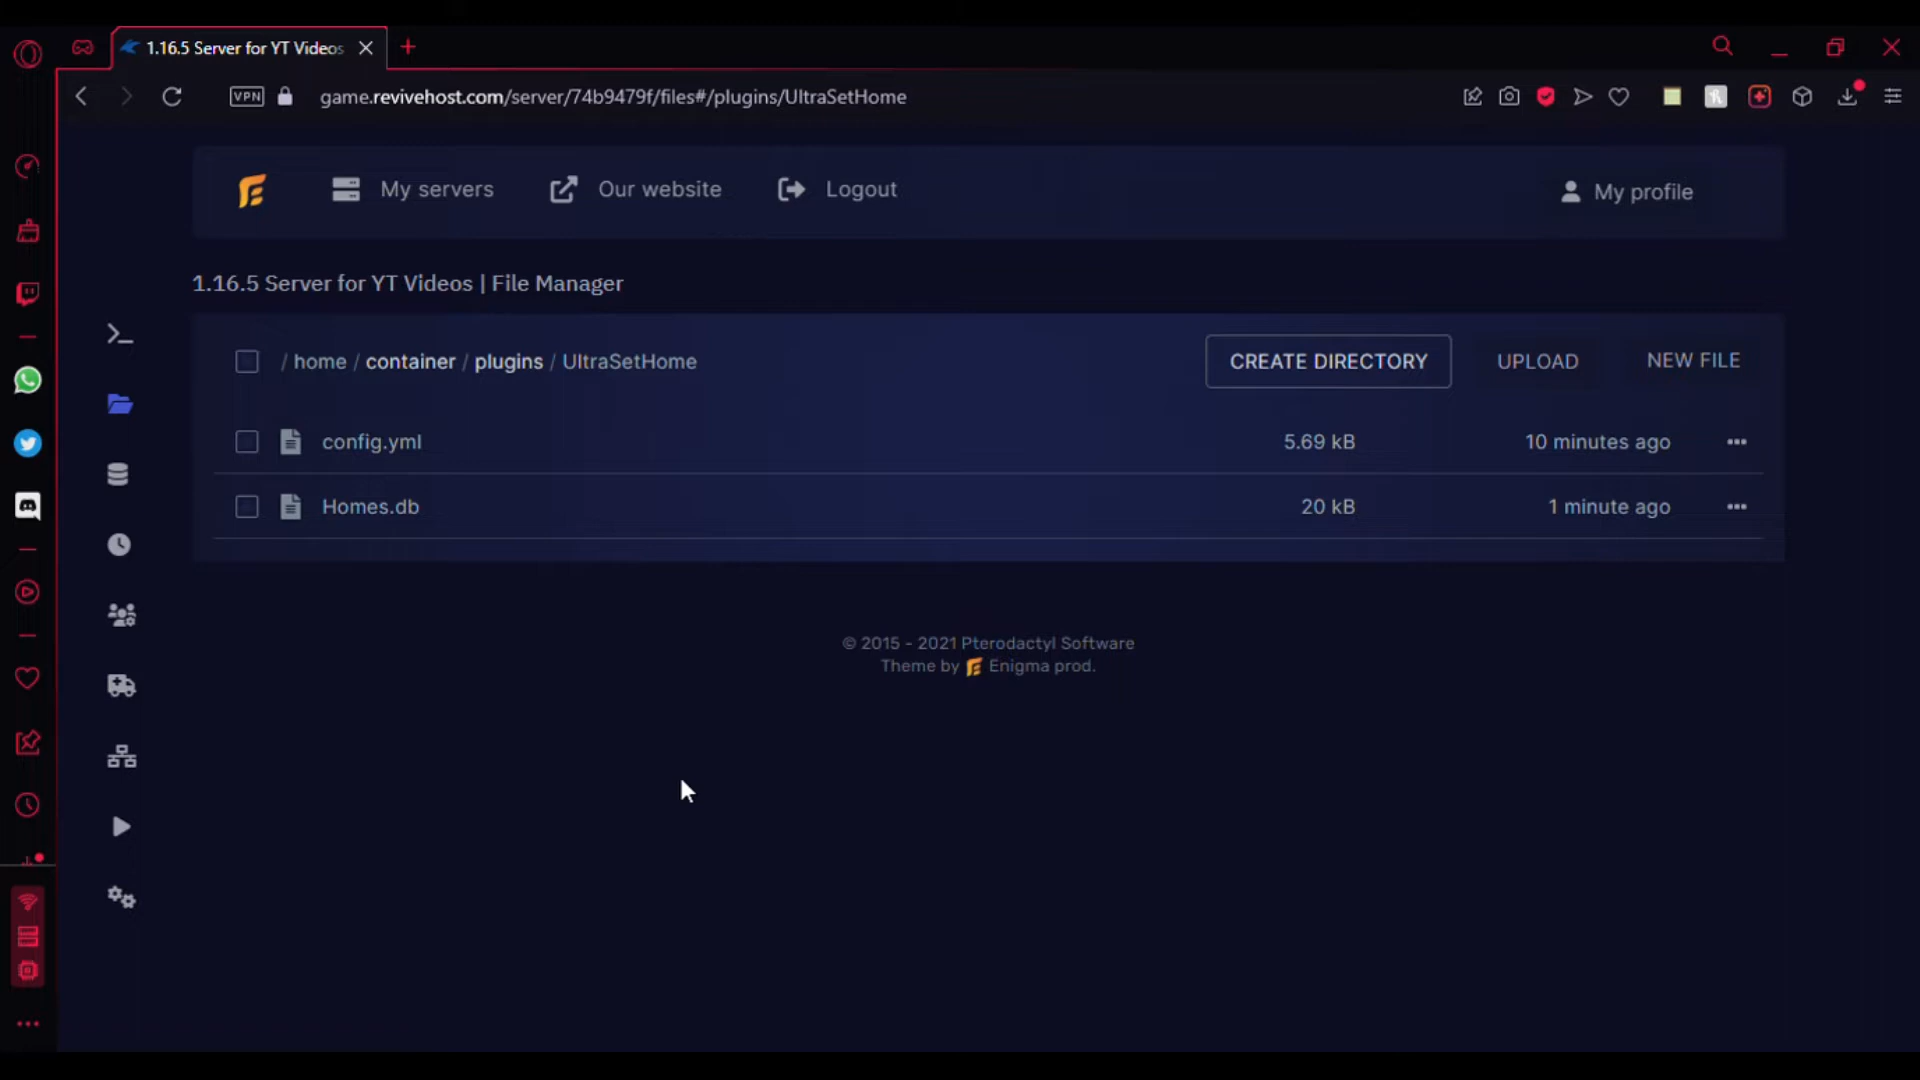 1.16.5 Server for YT Videos
VPN
game.revivehost.com/server/74b9479f/files#/plugins/UltraSetHome
My servers
Our website
Logout
My profile
1.16.5 Server for YT Videos | File Manager
/ home / container / plugins / UltraSetHome
CREATE DIRECTORY
UPLOAD
NEW FILE
config.yml
5.69 kB
10 minutes ago
Homes.db
20 kB
1 minute ago
© 2015 - 2021 Pterodactyl Software
Theme by Enigma prod.